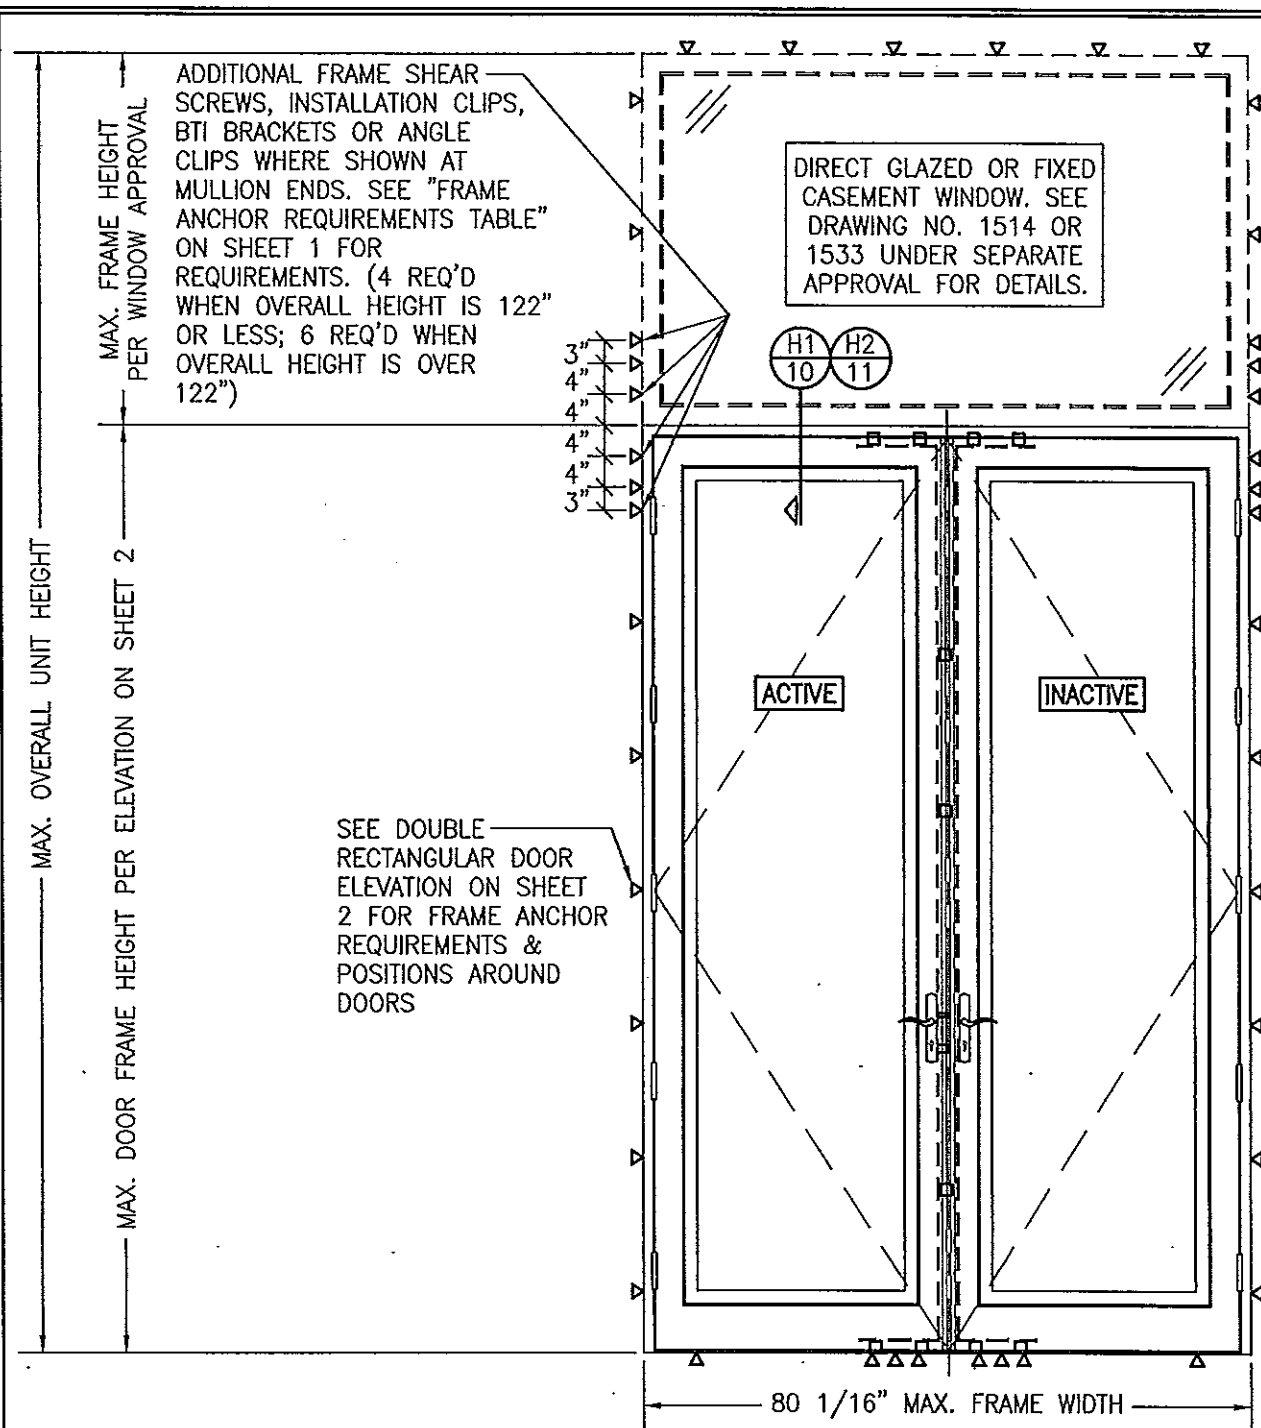 MAX. OVERALL UNIT HEIGHT
MAX. FRAME HEIGHT
PER WINDOW APPROVAL
MAX. DOOR FRAME HEIGHT PER ELEVATION ON SHEET 2
ADDITIONAL FRAME SHEAR
SCREWS, INSTALLATION CLIPS,
BTI BRACKETS OR ANGLE
CLIPS WHERE SHOWN AT
MULLION ENDS. SEE "FRAME
ANCHOR REQUIREMENTS TABLE"
ON SHEET 1 FOR
REQUIREMENTS. (4 REQ'D
WHEN OVERALL HEIGHT IS 122"
OR LESS; 6 REQ'D WHEN
OVERALL HEIGHT IS OVER
122")
DIRECT GLAZED OR FIXED
CASEMENT WINDOW. SEE
DRAWING NO. 1514 OR
1533 UNDER SEPARATE
APPROVAL FOR DETAILS.
H1 H2
10 11
3"
4"
4"
4"
4"
3"
ACTIVE
INACTIVE
SEE DOUBLE
RECTANGULAR DOOR
ELEVATION ON SHEET
2 FOR FRAME ANCHOR
REQUIREMENTS &
POSITIONS AROUND
DOORS
80 1/16" MAX. FRAME WIDTH